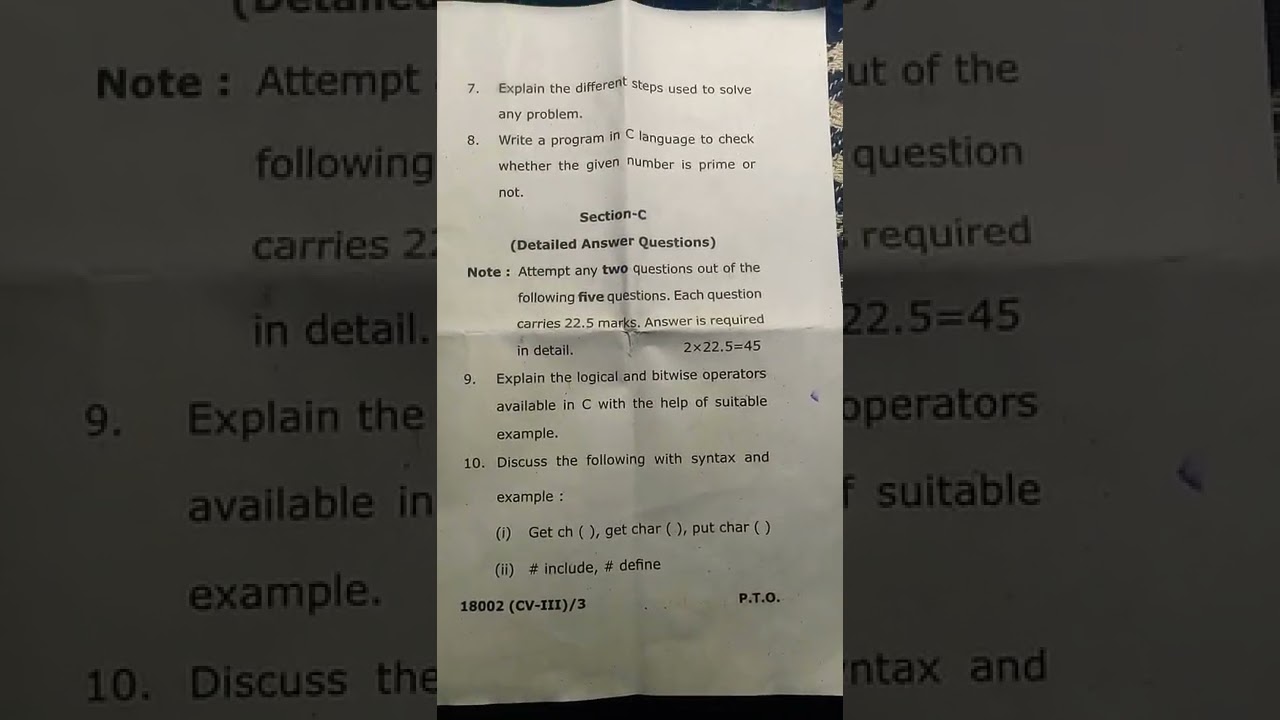 7. Explain the different steps used to solve
any problem.
8. Write a program in C language to check
whether the given number is prime or
not.
Section-C
(Detailed Answer Questions)
Note : Attempt any two questions out of the
following five questions. Each question
carries 22.5 marks. Answer is required
in detail. 2×22.5=45
9. Explain the logical and bitwise operators
available in C with the help of suitable
example.
10. Discuss the following with syntax and
example :
(i) Get ch ( ), get char ( ), put char ( )
(ii) # include, # define
18002 (CV-III)/3 P.T.O.